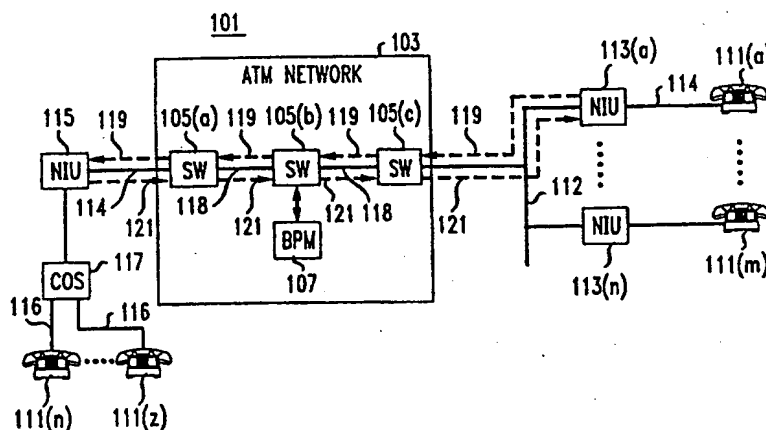 101
103
ATM NETWORK
113(a)
111(a)
115
119
105(a)
119
105(b)
119
105(c)
119
NIU
114
NIU
SW
SW
SW
114
121
118
121
121
118
121
112
BPM
107
NIU
117
COS
113(n)
111(m)
116
116
111(n)
111(z)